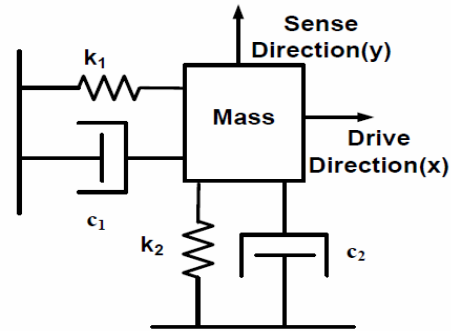 Sense
Direction(y)
k1
Mass
Drive
Direction(x)
c1
k2
c2